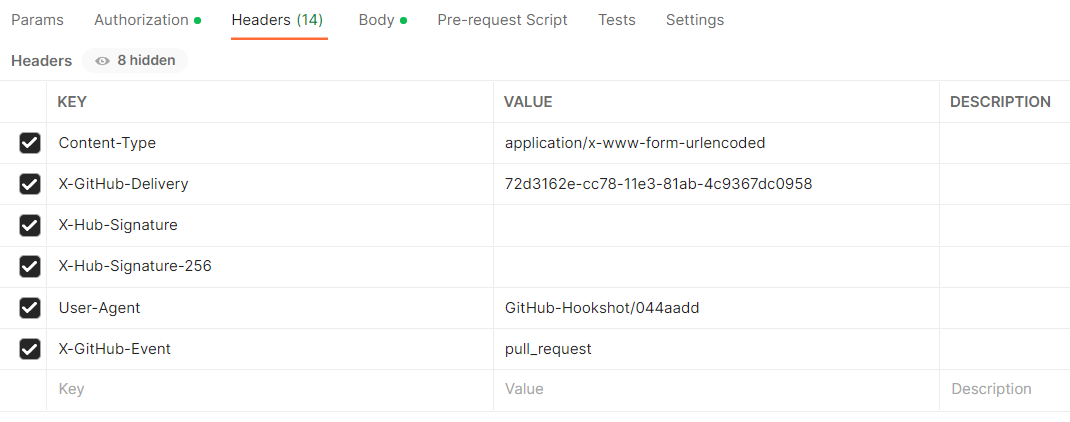 Params Authorization Headers (14) Body Pre-request Script Tests Settings
Headers 8 hidden
KEY VALUE DESCRIPTION
Content-Type application/x-www-form-urlencoded
X-GitHub-Delivery 72d3162e-cc78-11e3-81ab-4c9367dc0958
X-Hub-Signature
X-Hub-Signature-256
User-Agent GitHub-Hookshot/044aadd
X-GitHub-Event pull_request
Key Value Description